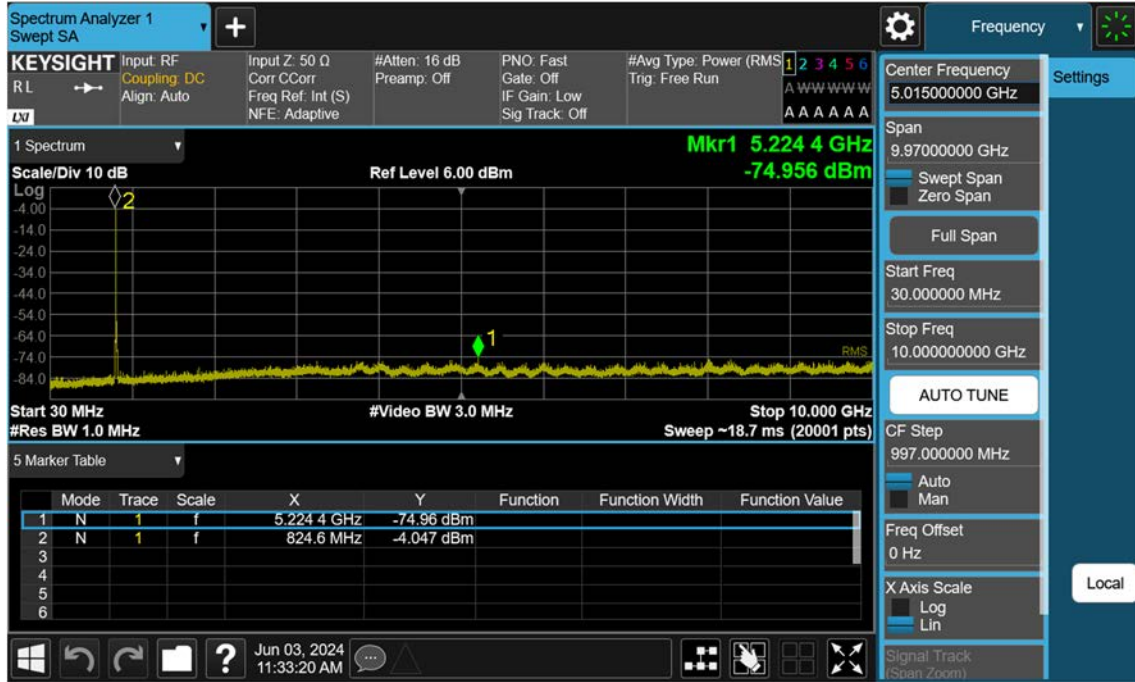 Spectrum Analyzer 1
Swept SA
+
Frequency
KEYSIGHT
R L
LXI
Input: RF
Coupling: DC
Align: Auto
Input Z: 50 Ω
Corr CCorr
Freq Ref: Int (S)
NFE: Adaptive
#Atten: 16 dB
Preamp: Off
PNO: Fast
Gate: Off
IF Gain: Low
Sig Track: Off
#Avg Type: Power (RMS
Trig: Free Run
1 2 3 4 5 6
A W W W W W
A A A A A A
1 Spectrum
Scale/Div 10 dB
Ref Level 6.00 dBm
Mkr1 5.224 4 GHz
-74.956 dBm
Log
-4.00
-14.0
-24.0
-34.0
-44.0
-54.0
-64.0
-74.0
-84.0
2
1
RMS
Start 30 MHz
#Video BW 3.0 MHz
Stop 10.000 GHz
#Res BW 1.0 MHz
Sweep ~18.7 ms (20001 pts)
5 Marker Table
Mode Trace Scale X Y Function Function Width Function Value
1 N 1 f 5.224 4 GHz -74.96 dBm
2 N 1 f 824.6 MHz -4.047 dBm
3
4
5
6
?
Jun 03, 2024
11:33:20 AM
Center Frequency
5.015000000 GHz
Span
9.97000000 GHz
Swept Span
Zero Span
Full Span
Start Freq
30.000000 MHz
Stop Freq
10.000000000 GHz
AUTO TUNE
CF Step
997.000000 MHz
Auto
Man
Freq Offset
0 Hz
X Axis Scale
Log
Lin
Signal Track
(Span Zoom)
Settings
Local